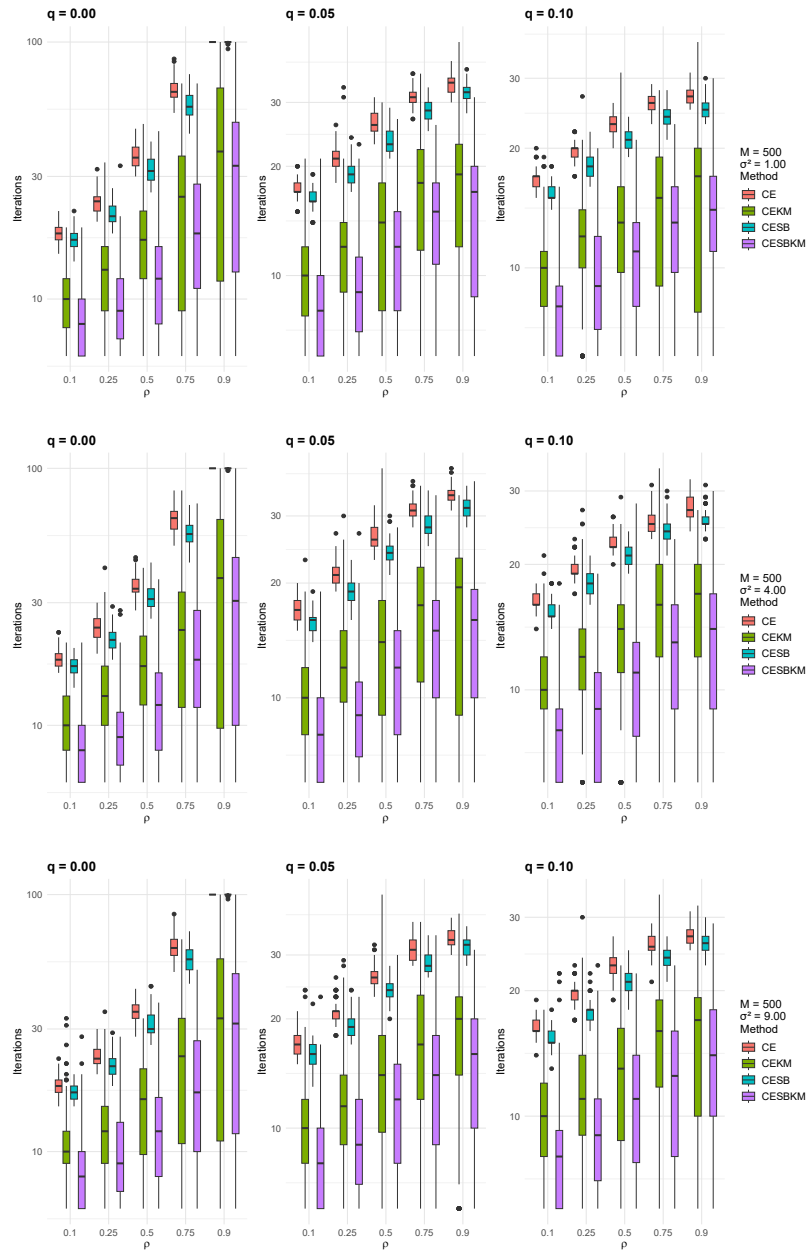 q = 0.00
q = 0.05
q = 0.10
100
30
10
Iterations
0.1 0.25 0.5 0.75 0.9
ρ
30
20
10
Iterations
0.1 0.25 0.5 0.75 0.9
ρ
30
20
10
Iterations
0.1 0.25 0.5 0.75 0.9
ρ
M = 500
σ² = 1.00
Method
CE
CEKM
CESB
CESBKM
q = 0.00
q = 0.05
q = 0.10
100
30
10
Iterations
0.1 0.25 0.5 0.75 0.9
ρ
30
20
10
Iterations
0.1 0.25 0.5 0.75 0.9
ρ
30
20
10
Iterations
0.1 0.25 0.5 0.75 0.9
ρ
M = 500
σ² = 4.00
Method
CE
CEKM
CESB
CESBKM
q = 0.00
q = 0.05
q = 0.10
100
30
10
Iterations
0.1 0.25 0.5 0.75 0.9
ρ
30
20
10
Iterations
0.1 0.25 0.5 0.75 0.9
ρ
30
20
10
Iterations
0.1 0.25 0.5 0.75 0.9
ρ
M = 500
σ² = 9.00
Method
CE
CEKM
CESB
CESBKM